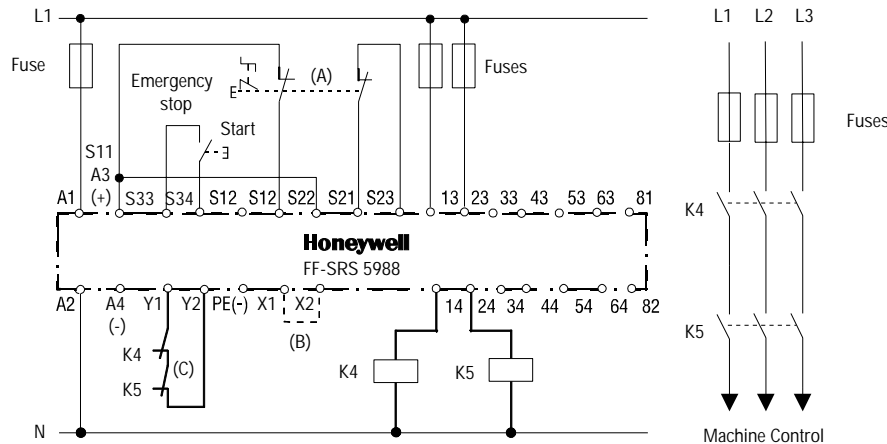 L1
L1 L2 L3
Fuse
(A)
Fuses
Emergency
stop
E
Start
E
Fuses
S11
A3
(+)
A1 S33 S34 S12 S12 S22 S21 S23 13 23 33 43 53 63 81
K4
Honeywell
FF-SRS 5988
A2 A4 Y1 Y2 PE(-) X1 X2 14 24 34 44 54 64 82
(-)
(B)
K5
K4
(C)
K5
K4 K5
N
Machine Control